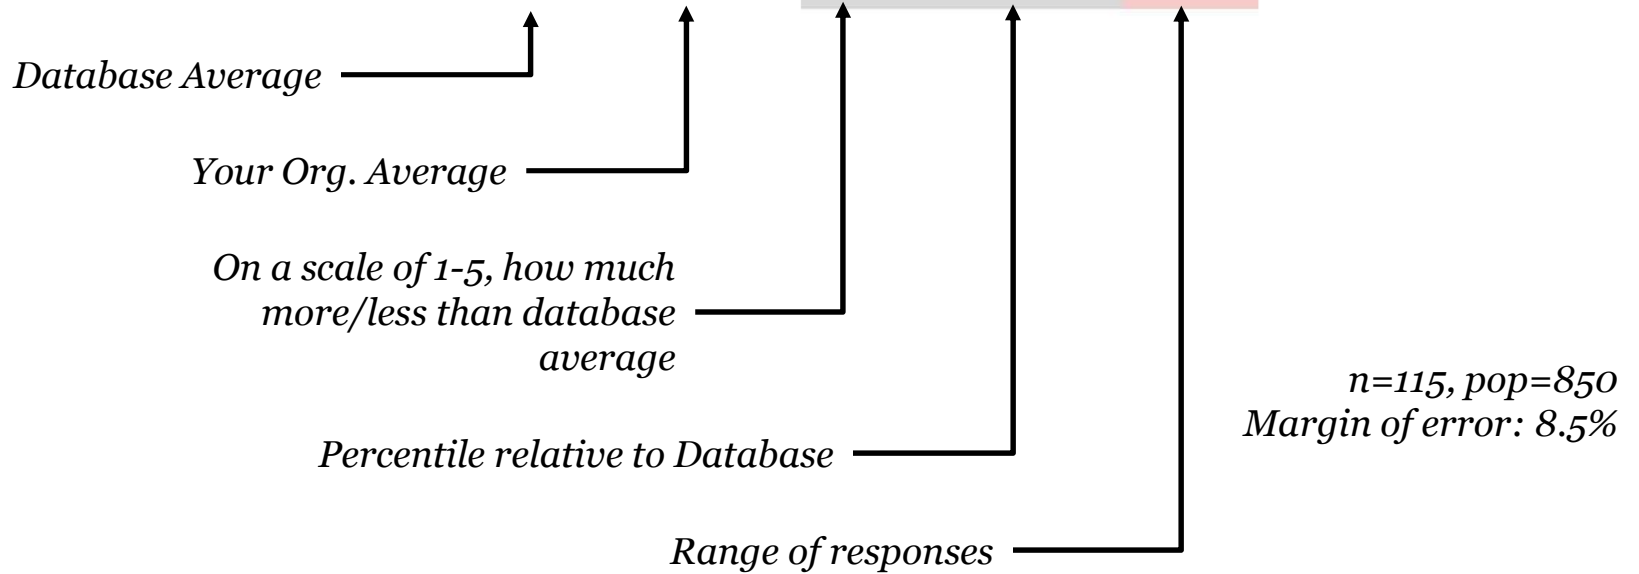 Database Average
Your Org. Average
On a scale of 1-5, how much
more/less than database
average
n=115, pop=850
Margin of error: 8.5%
Percentile relative to Database
Range of responses